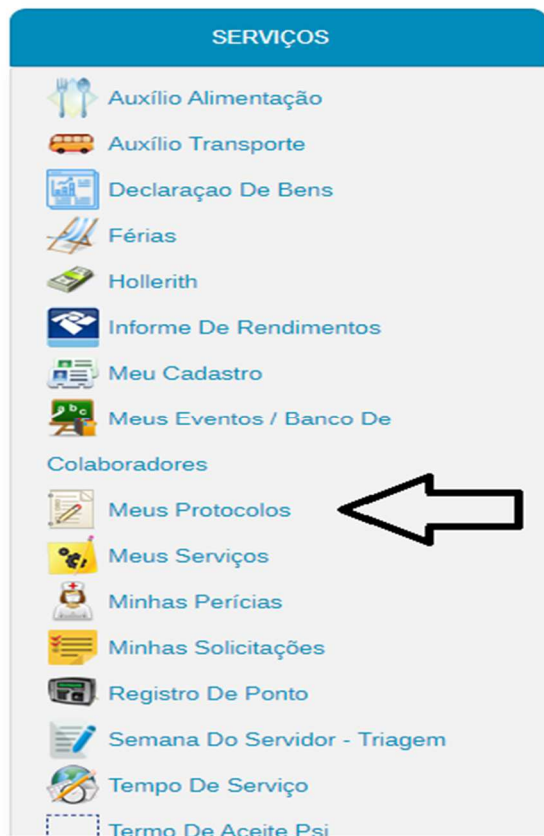 SERVIÇOS
Auxílio Alimentação
Auxílio Transporte
Declaraçao De Bens
Férias
Hollerith
Informe De Rendimentos
Meu Cadastro
Meus Eventos / Banco De
Colaboradores
Meus Protocolos
Meus Serviços
Minhas Perícias
Minhas Solicitações
Registro De Ponto
Semana Do Servidor - Triagem
Tempo De Serviço
Termo De Aceite Psi